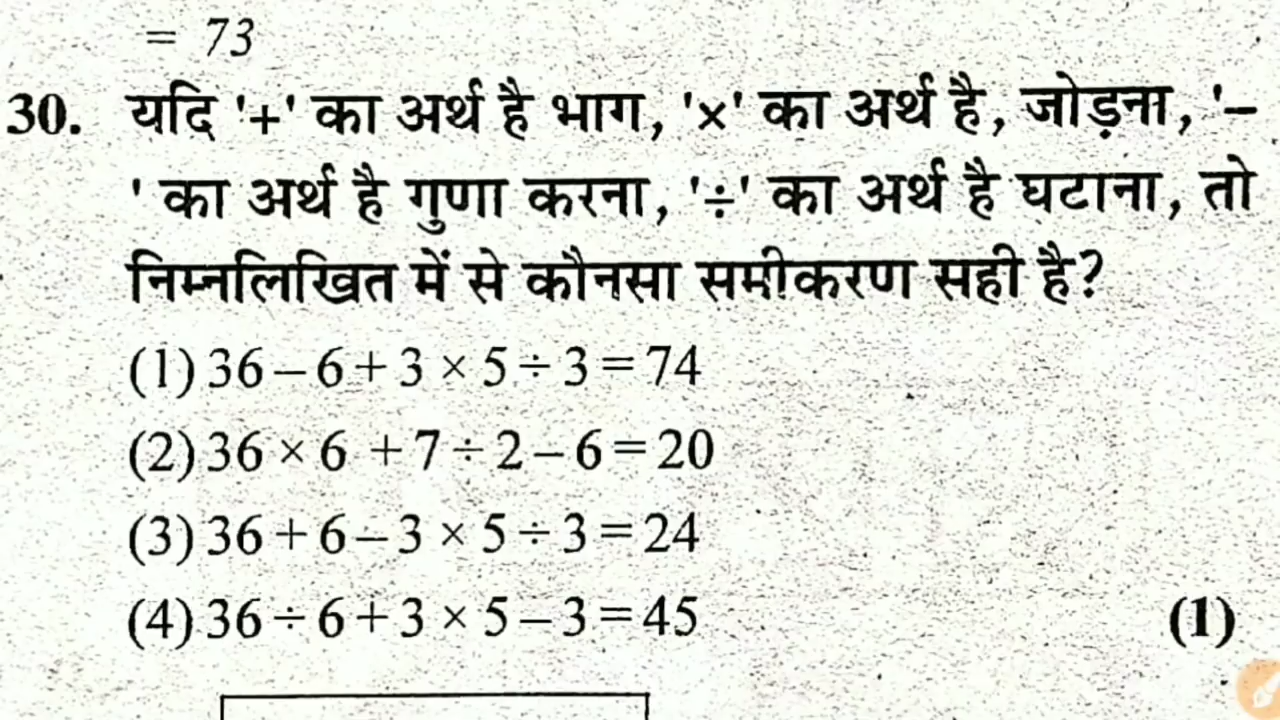 = 73
30. यदि '+' का अर्थ है भाग, '×' का अर्थ है, जोड़ना, '–
' का अर्थ है गुणा करना, '÷' का अर्थ है घटाना, तो
निम्नलिखित में से कौनसा समीकरण सही है?
(1) 36 – 6 + 3 × 5 ÷ 3 = 74
(2) 36 × 6 + 7 ÷ 2 – 6 = 20
(3) 36 + 6 – 3 × 5 ÷ 3 = 24
(4) 36 ÷ 6 + 3 × 5 – 3 = 45 (1)